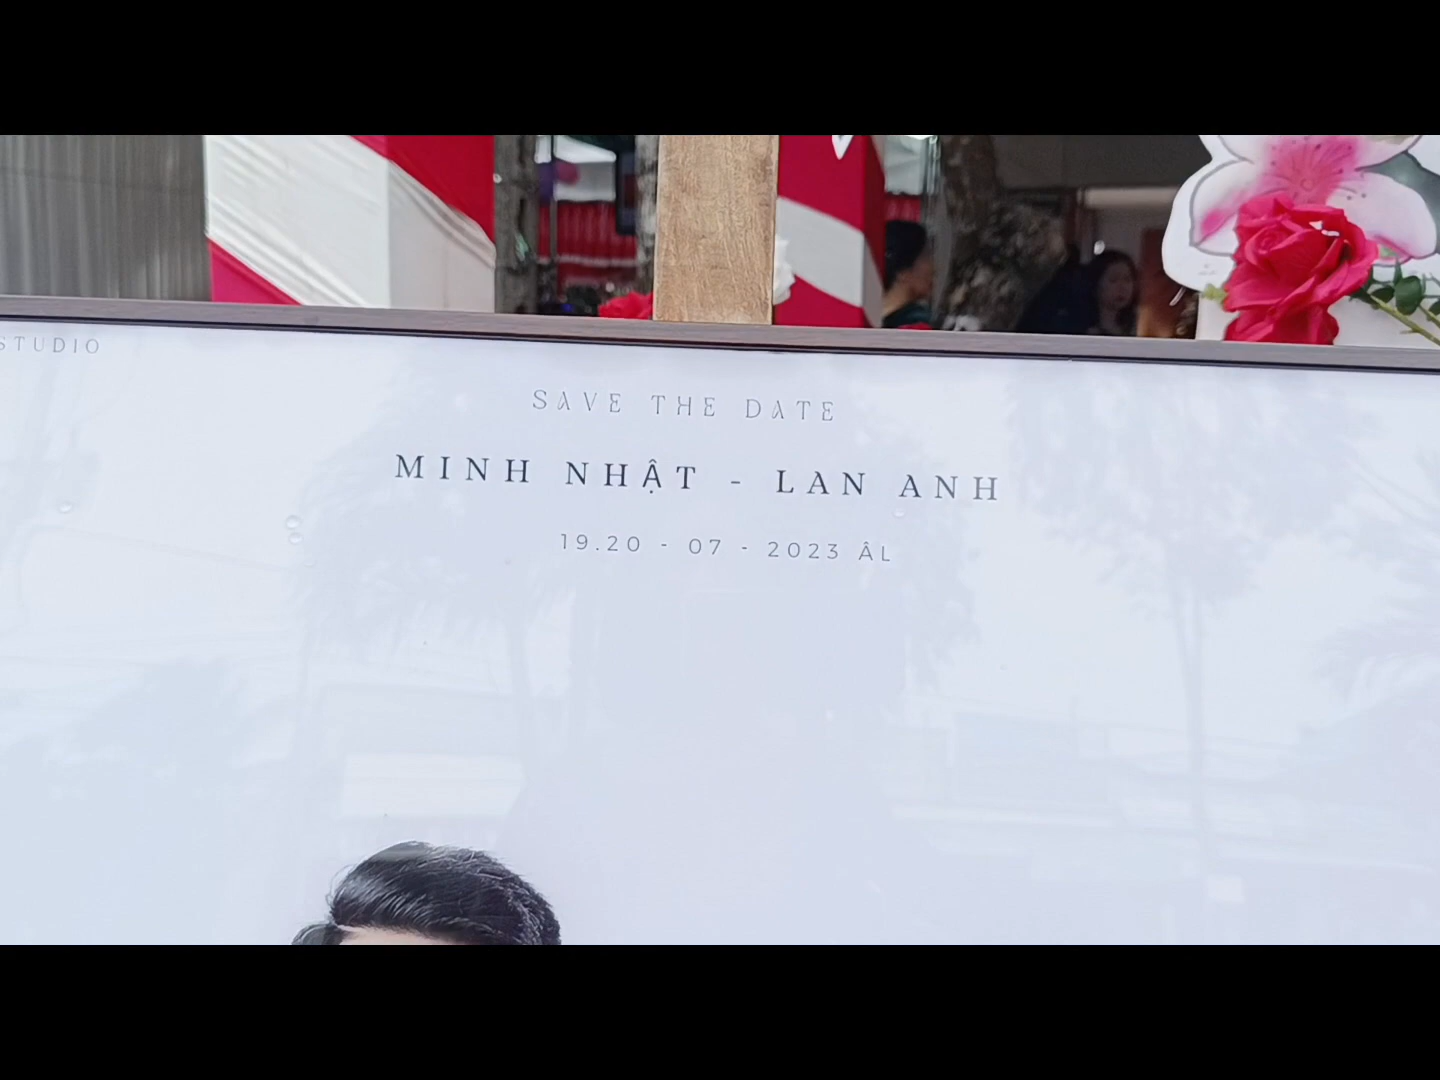 STUDIO
SAVE THE DATE
MINH NHẬT - LAN ANH
19.20 - 07 - 2023 ÂL